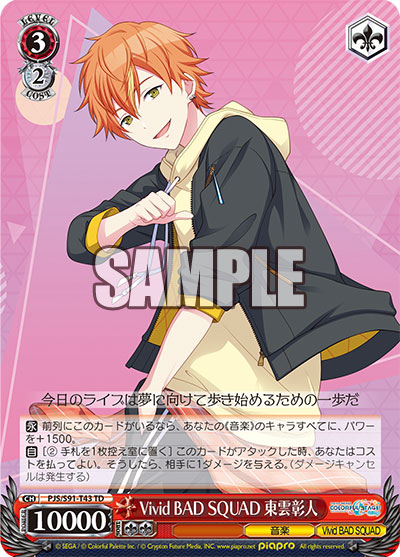 LEVEL
3
2
COST
SAMPLE
今日のライブは夢に向けて歩き始めるための一歩だ
永 前列にこのカードがいるなら、あなたの《音楽》のキャラすべてに、パワー
を+1500。
自 [② 手札を1枚控え室に置く] このカードがアタックした時、あなたはコ
ストを払ってよい。そうしたら、相手に1ダメージを与える。(ダメージキャンセ
ルは発生する)
CH PJS/S91-T43 TD
POWER
10000
Vivid BAD SQUAD 東雲彰人
音楽
Vivid BAD SQUAD
COLORFUL STAGE!
© SEGA / © Colorful Palette Inc. / © Crypton Future Media, INC. www.piapro.net piapro All rights reserved.